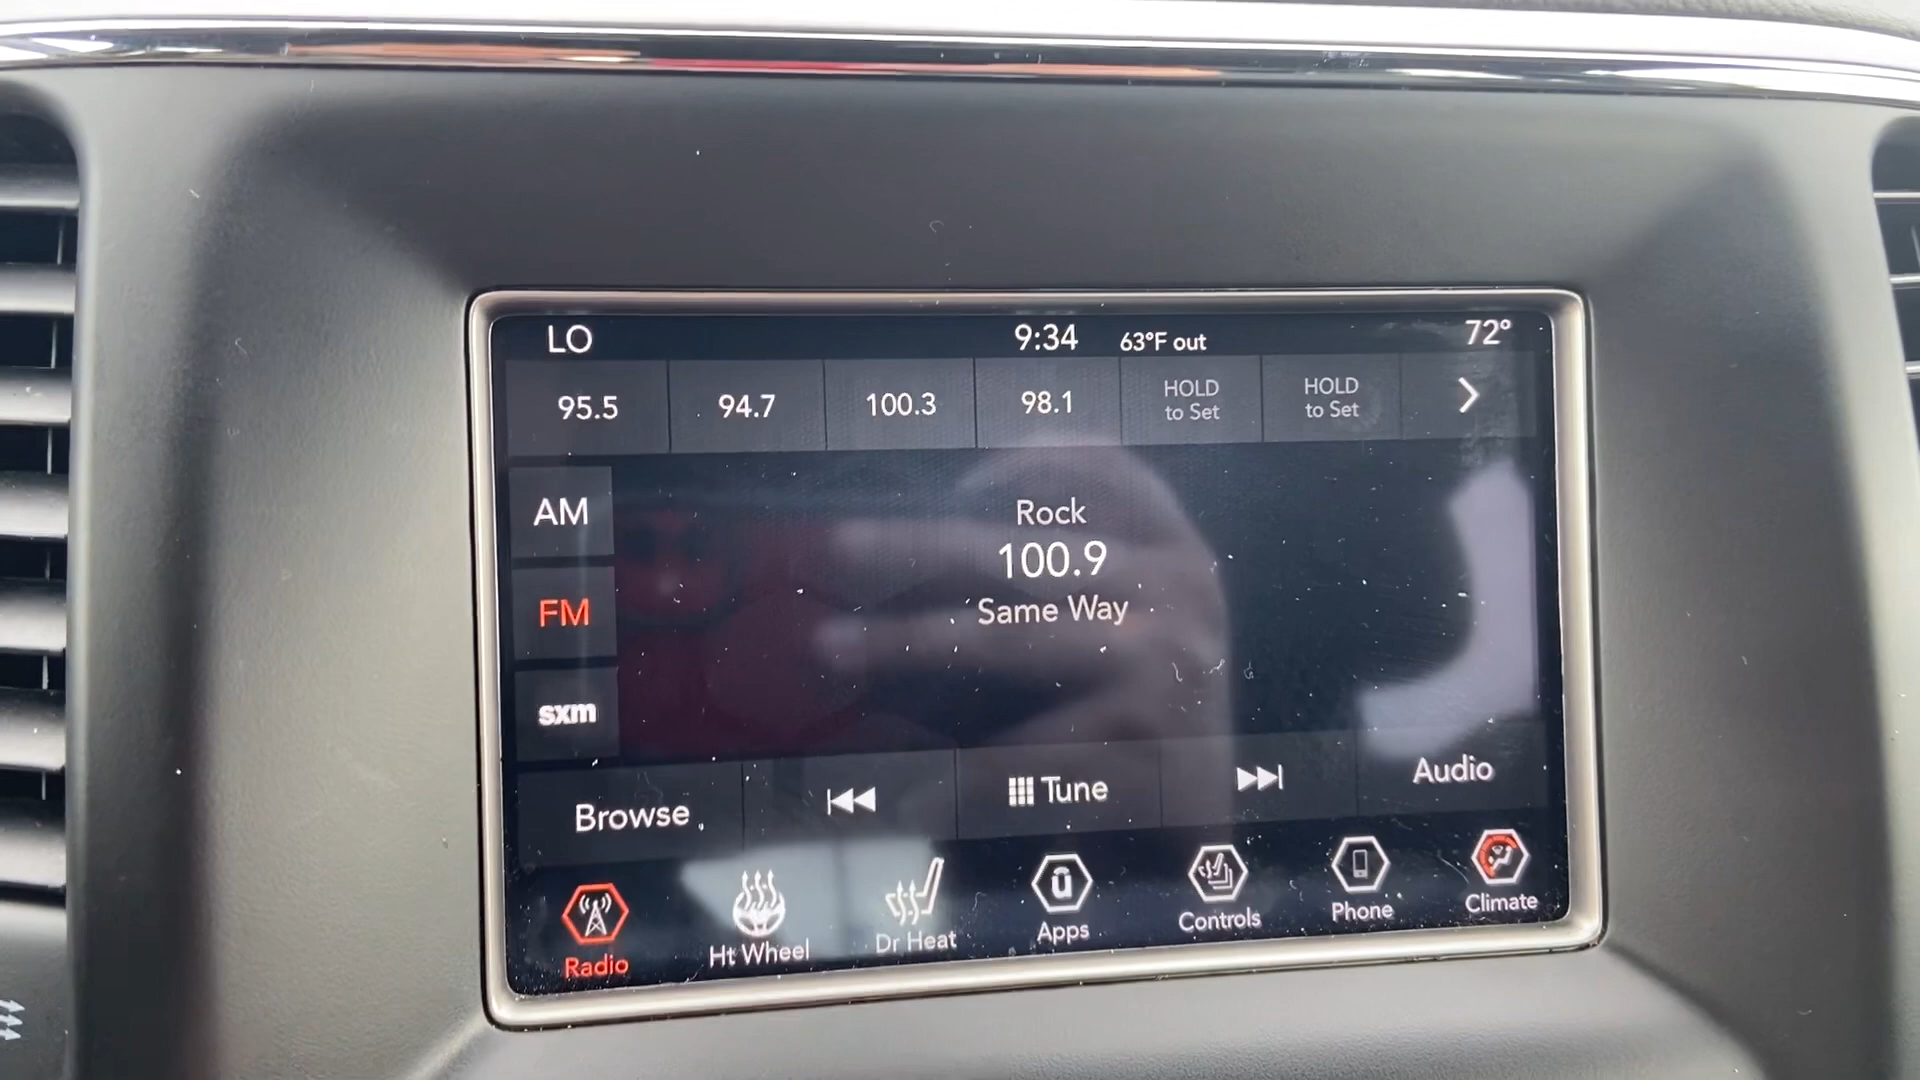 LO 9:34 63°F out 72°
95.5 94.7 100.3 98.1 HOLD to Set HOLD to Set
AM
Rock
100.9
FM
Same Way
sxm
Browse Tune Audio
Radio Ht Wheel Dr Heat Apps Controls Phone Climate